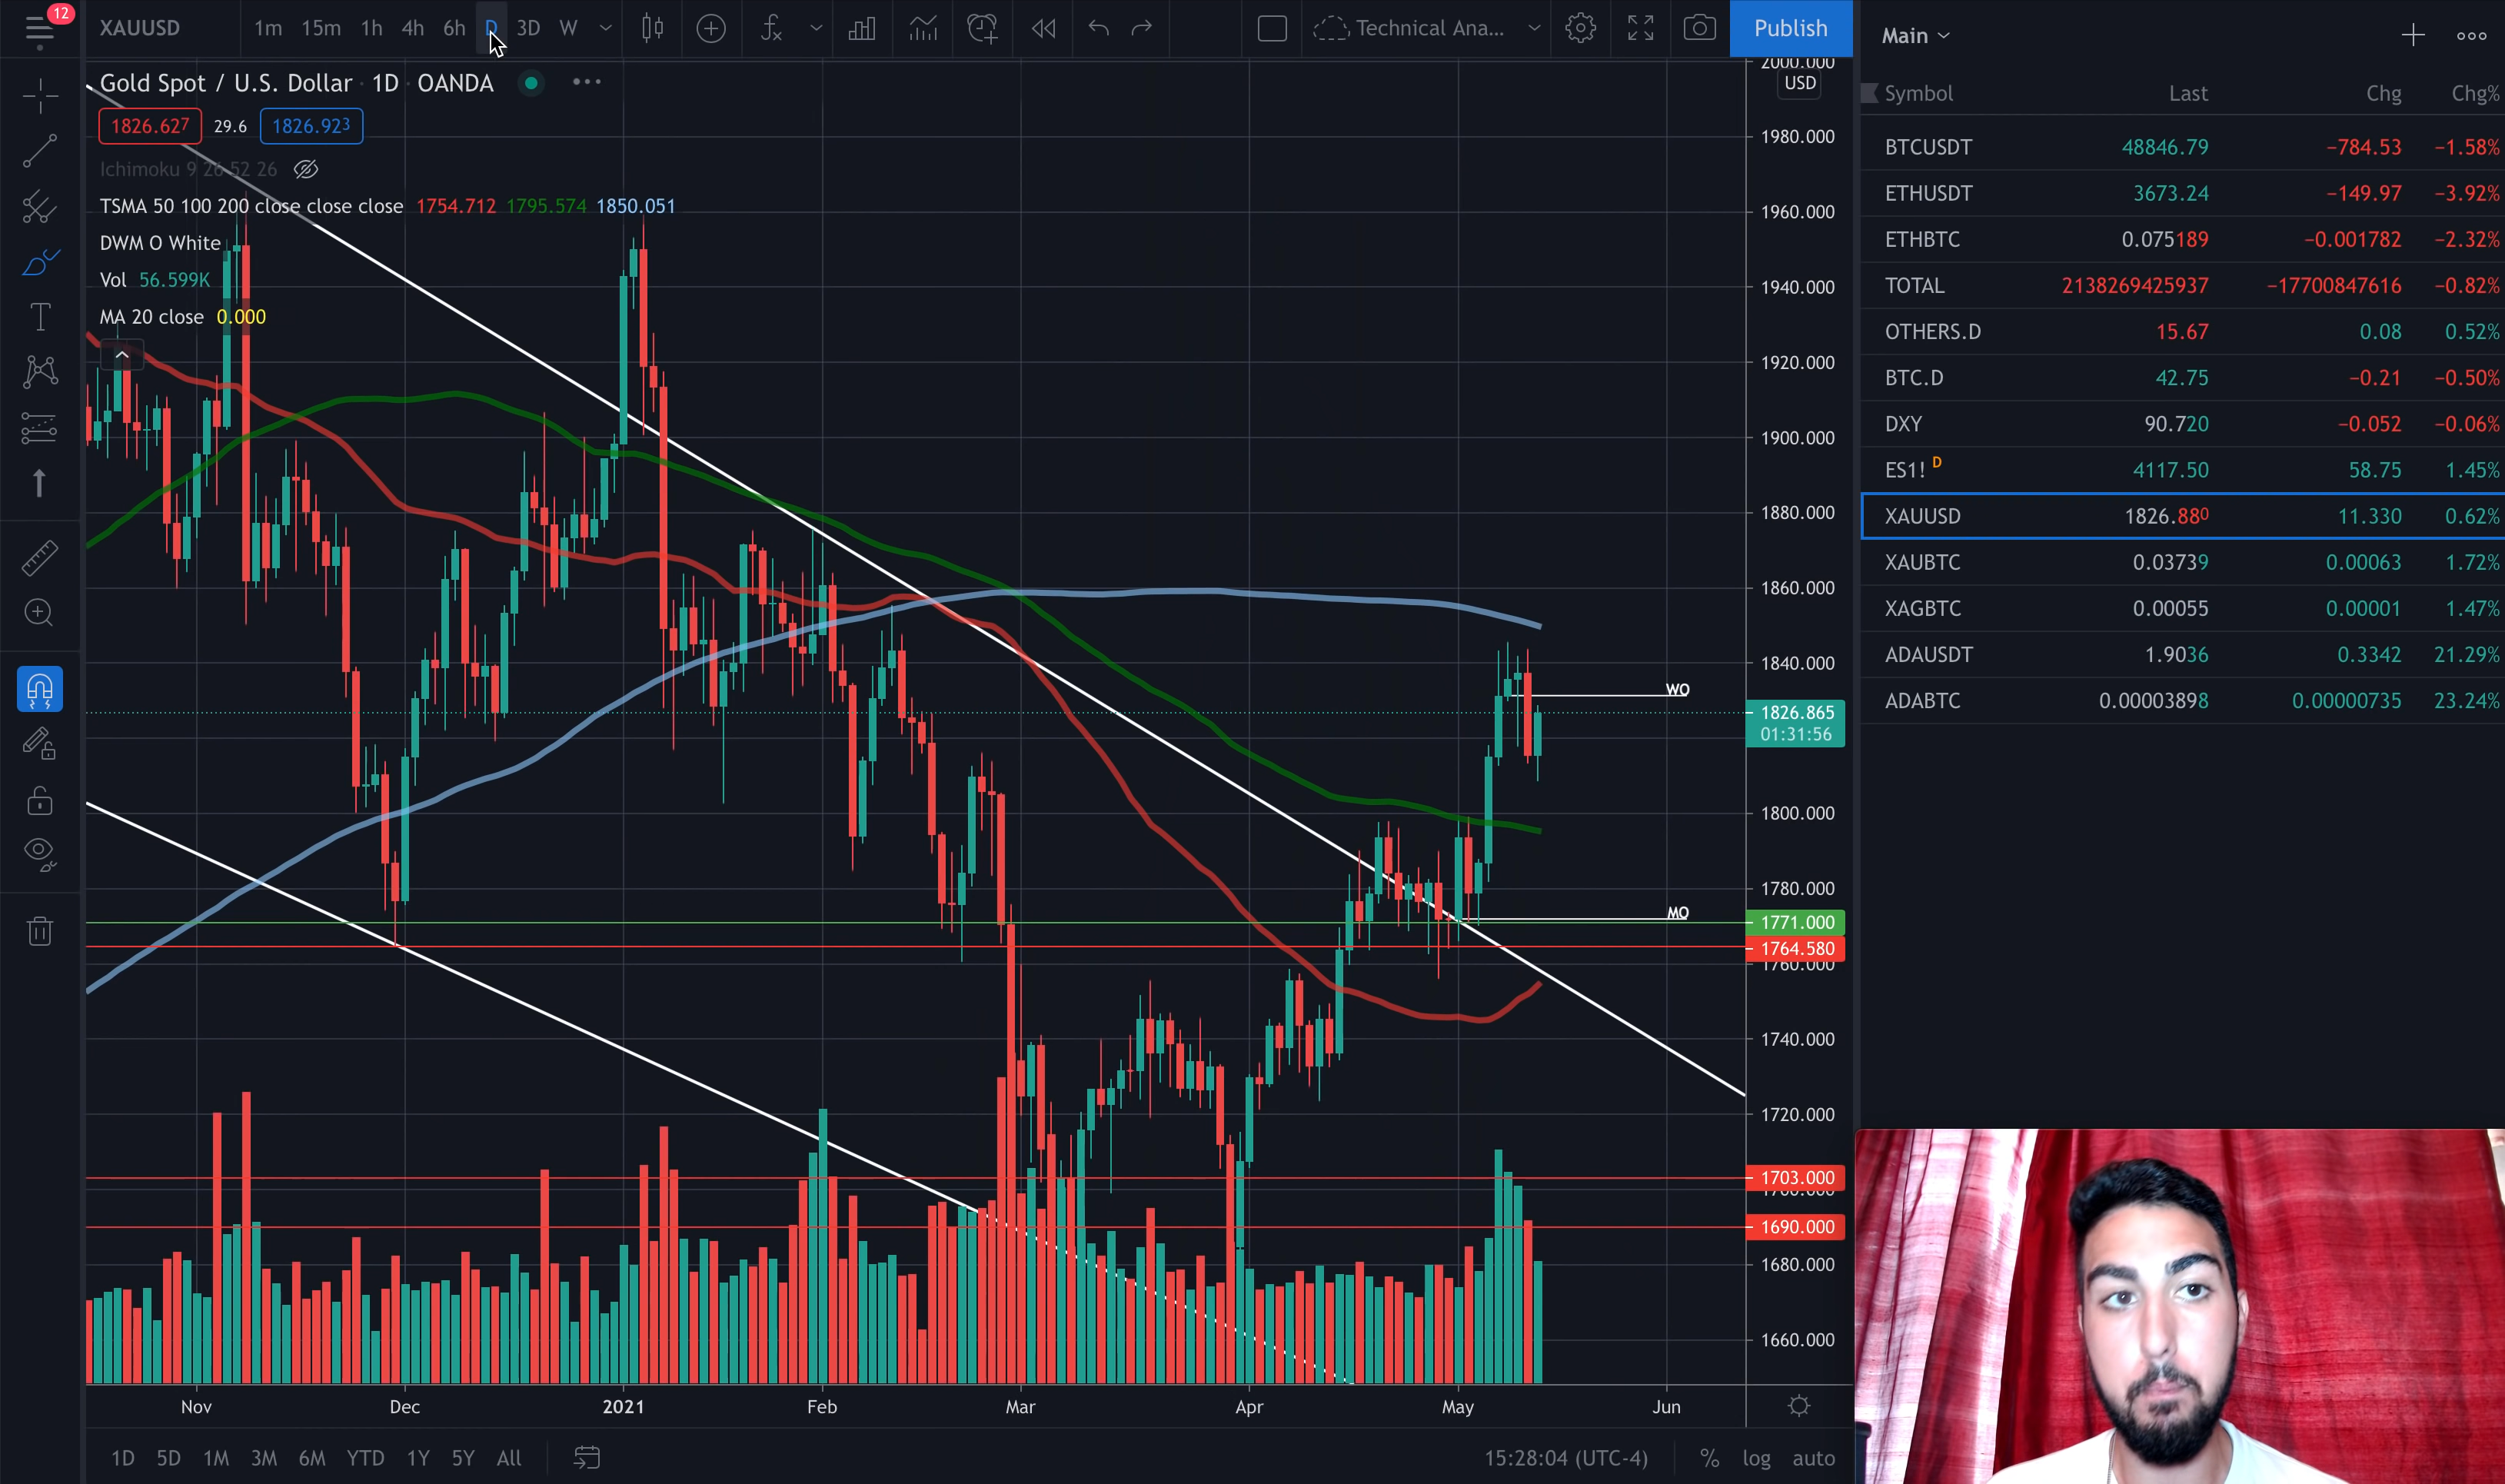 12
XAUUSD 1m 15m 1h 4h 6h D 3D W Technical Ana... Publish
Gold Spot / U.S. Dollar · 1D · OANDA
1826.627 29.6 1826.923
Ichimoku 9 26 52 26
TSMA 50 100 200 close close close 1754.712 1795.574 1850.051
DWM O White
Vol 56.599K
MA 20 close 0.000
2000.000
USD
1980.000
1960.000
1940.000
1920.000
1900.000
1880.000
1860.000
1840.000
WO
1826.865
01:31:56
1800.000
1780.000
MO
1771.000
1764.580
1760.000
1740.000
1720.000
1703.000
1700.000
1690.000
1680.000
1660.000
Nov Dec 2021 Feb Mar Apr May Jun
1D 5D 1M 3M 6M YTD 1Y 5Y All 15:28:04 (UTC-4) % log auto
Main
Symbol Last Chg Chg%
BTCUSDT 48846.79 −784.53 −1.58%
ETHUSDT 3673.24 −149.97 −3.92%
ETHBTC 0.075189 −0.001782 −2.32%
TOTAL 2138269425937 −17700847616 −0.82%
OTHERS.D 15.67 0.08 0.52%
BTC.D 42.75 −0.21 −0.50%
DXY 90.720 −0.052 −0.06%
ES1! D 4117.50 58.75 1.45%
XAUUSD 1826.880 11.330 0.62%
XAUBTC 0.03739 0.00063 1.72%
XAGBTC 0.00055 0.00001 1.47%
ADAUSDT 1.9036 0.3342 21.29%
ADABTC 0.00003898 0.00000735 23.24%